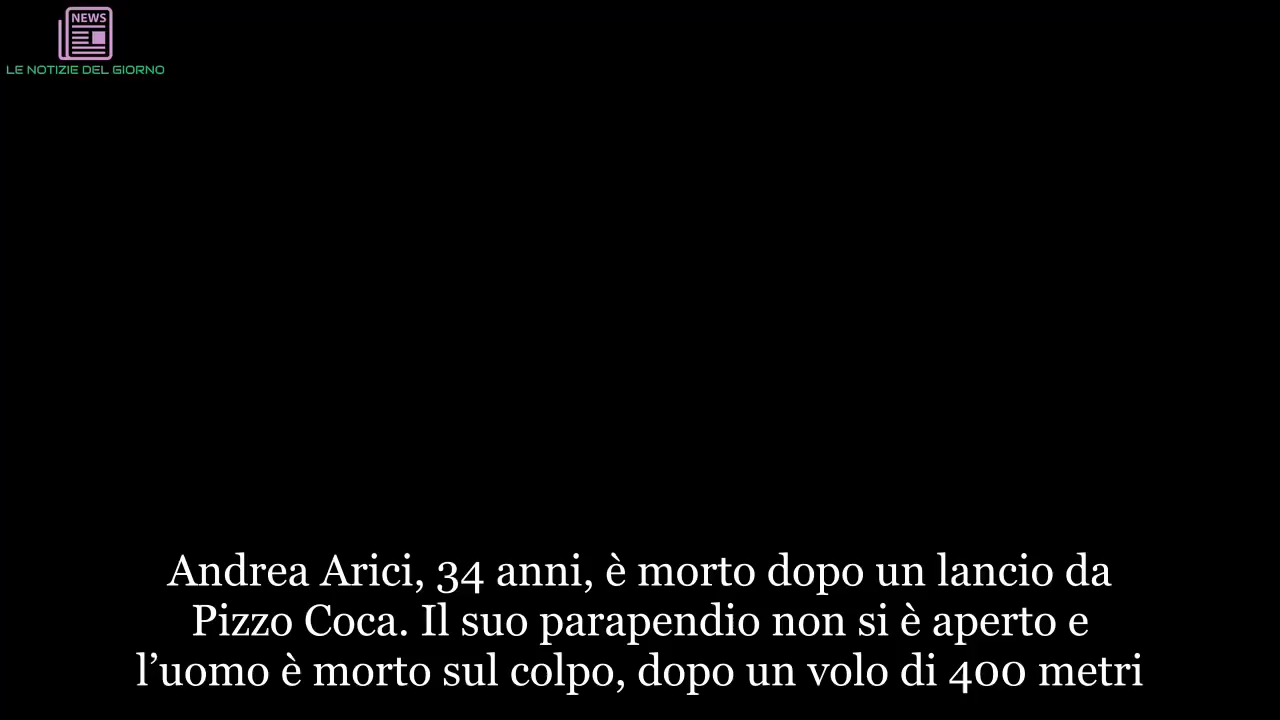 NEWS
LE NOTIZIE DEL GIORNO
Andrea Arici, 34 anni, è morto dopo un lancio da
Pizzo Coca. Il suo parapendio non si è aperto e
l’uomo è morto sul colpo, dopo un volo di 400 metri